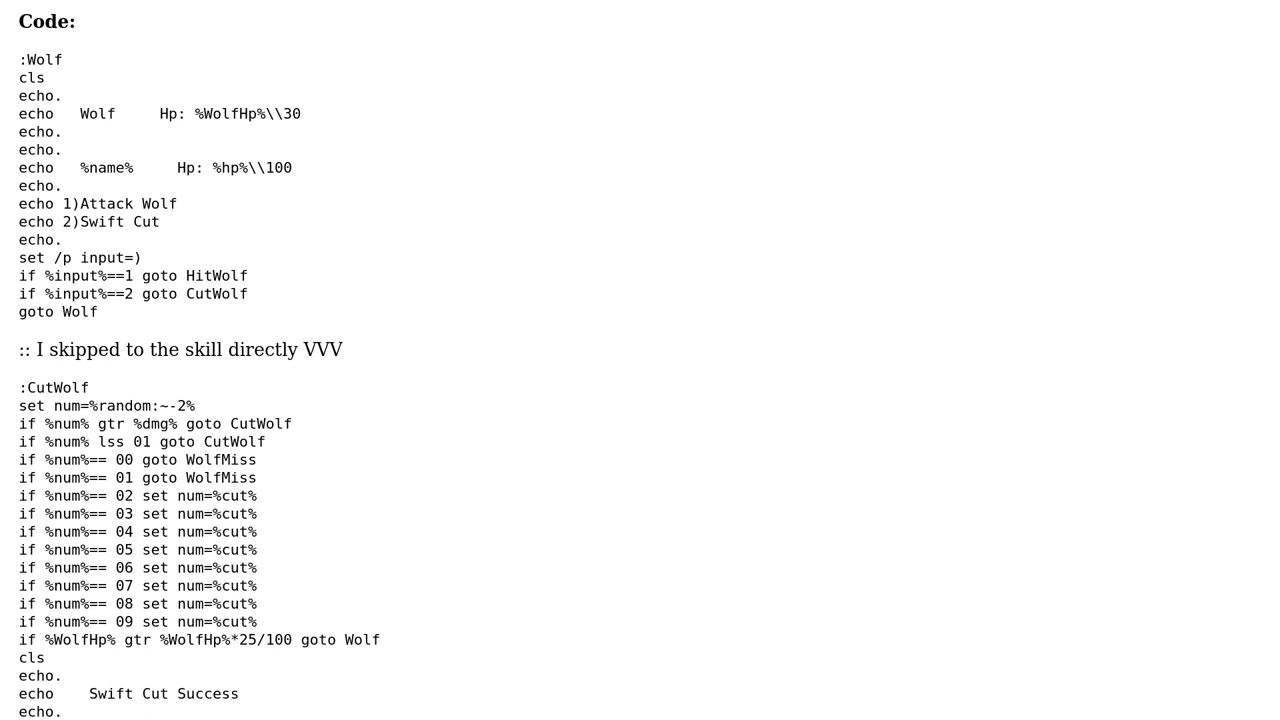 Code:
:Wolf
cls
echo.
echo   Wolf     Hp: %WolfHp%\\30
echo.
echo.
echo   %name%     Hp: %hp%\\100
echo.
echo 1)Attack Wolf
echo 2)Swift Cut
echo.
set /p input=)
if %input%==1 goto HitWolf
if %input%==2 goto CutWolf
goto Wolf
:: I skipped to the skill directly VVV
:CutWolf
set num=%random:~-2%
if %num% gtr %dmg% goto CutWolf
if %num% lss 01 goto CutWolf
if %num%== 00 goto WolfMiss
if %num%== 01 goto WolfMiss
if %num%== 02 set num=%cut%
if %num%== 03 set num=%cut%
if %num%== 04 set num=%cut%
if %num%== 05 set num=%cut%
if %num%== 06 set num=%cut%
if %num%== 07 set num=%cut%
if %num%== 08 set num=%cut%
if %num%== 09 set num=%cut%
if %WolfHp% gtr %WolfHp%*25/100 goto Wolf
cls
echo.
echo    Swift Cut Success
echo.